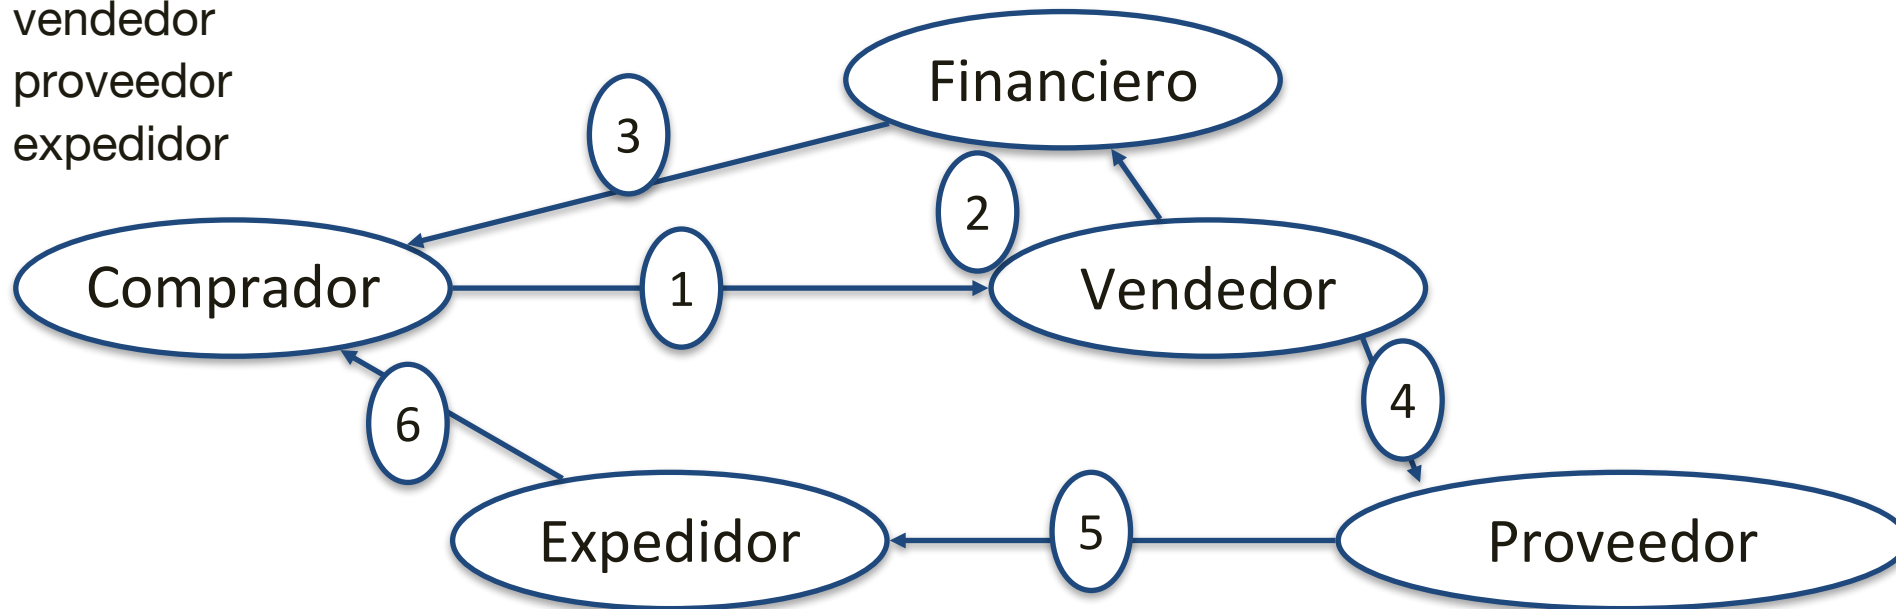 vendedor
proveedor
expedidor
Financiero
3
2
Comprador
1
Vendedor
6
4
Expedidor
5
Proveedor